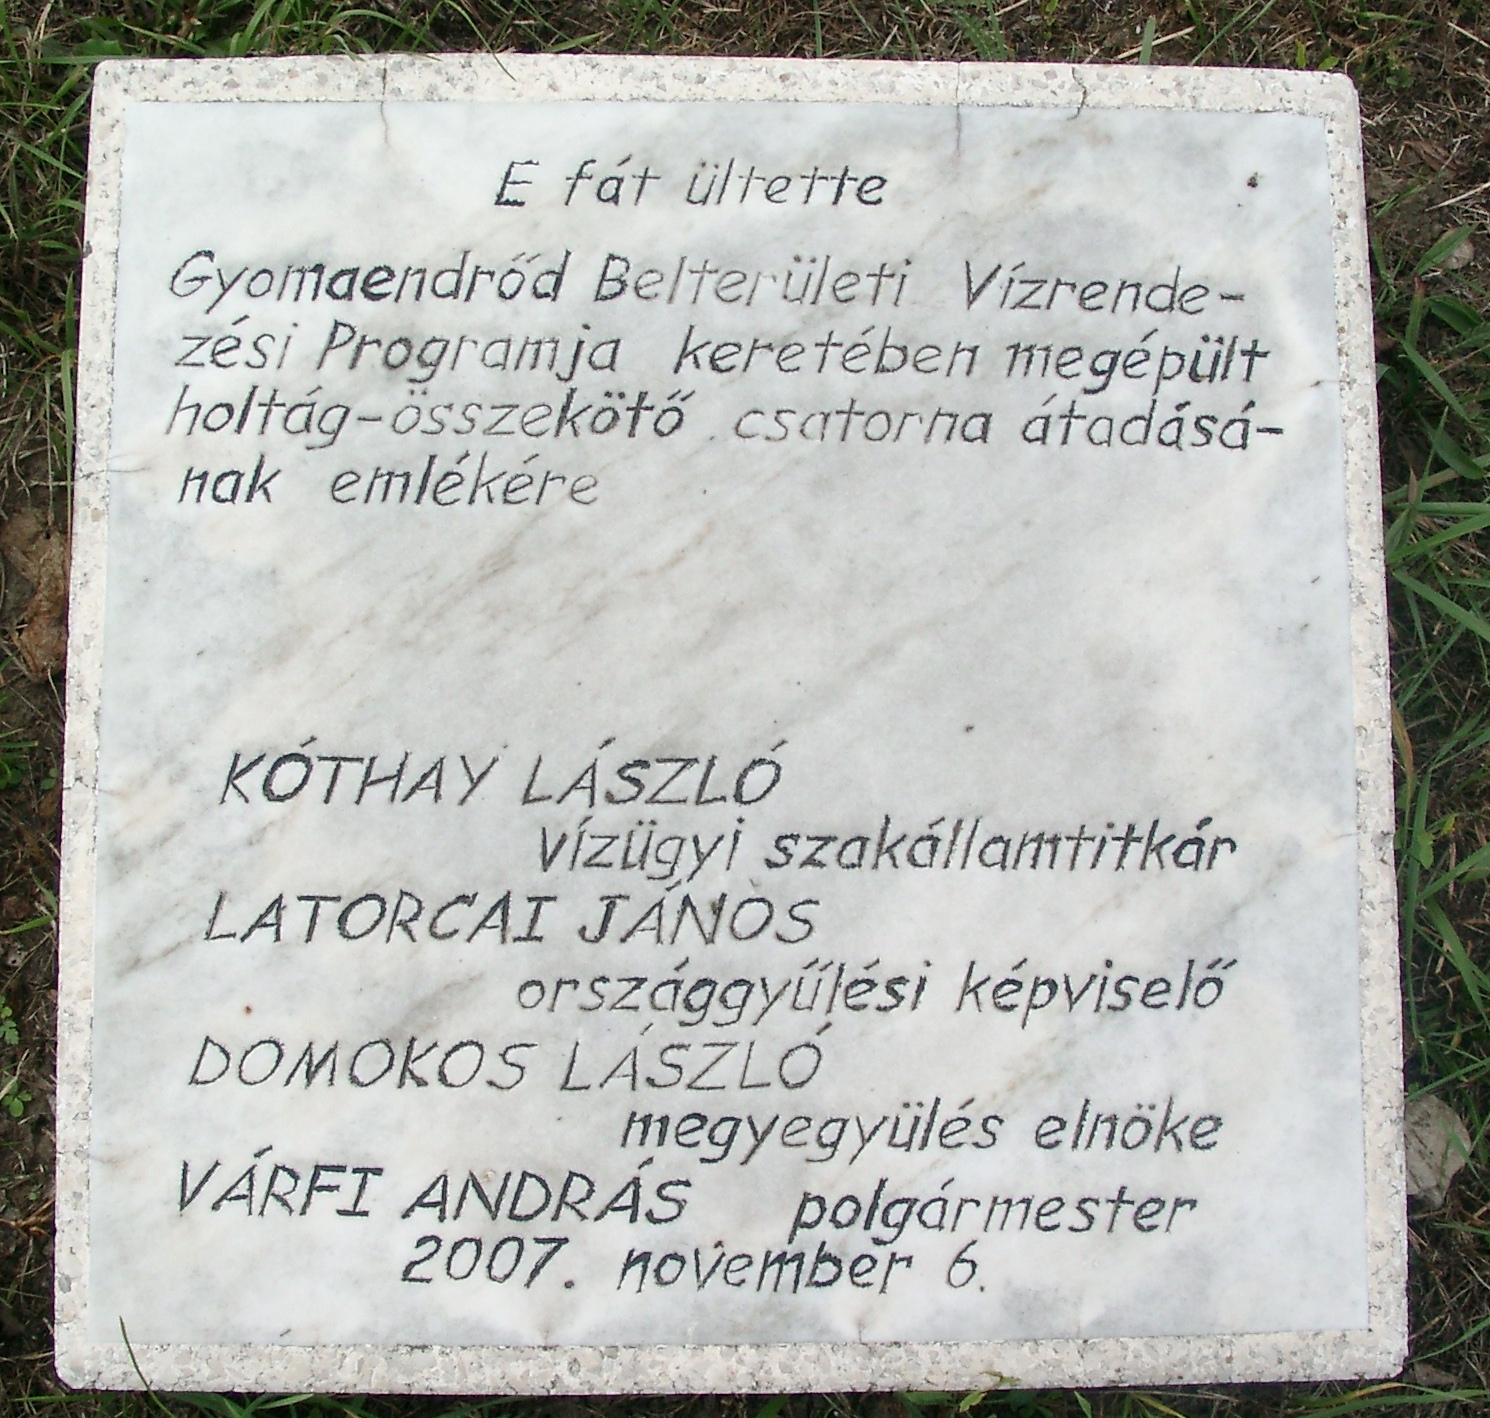 E fát ültette
Gyomaendrőd Belterületi Vízrende-
zési Programja keretében megépült
holtág-összekötő csatorna átadásá-
nak emlékére
KÓTHAY LÁSZLÓ
vízügyi szakállamtitkár
LATORCAI JÁNOS
országgyűlési képviselő
DOMOKOS LÁSZLÓ
megyegyülés elnöke
VÁRFI ANDRÁS polgármester
2007. november 6.